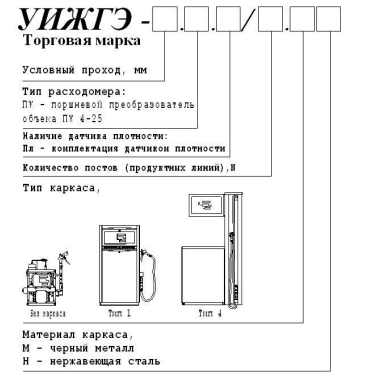 УИЖГЭ - . . / .
Торговая марка
Условный проход, мм
Тип расходомера:
ПУ - поршневой преобразователь
объема ПУ 4-25
Наличие датчика плотности:
Пл - комплектация датчиком плотности
Количество постов (продуктных линий),N
Тип каркаса,
Без каркаса Тип 1 Тип 4
Материал каркаса,
М - черный металл
Н - нержавеющая сталь